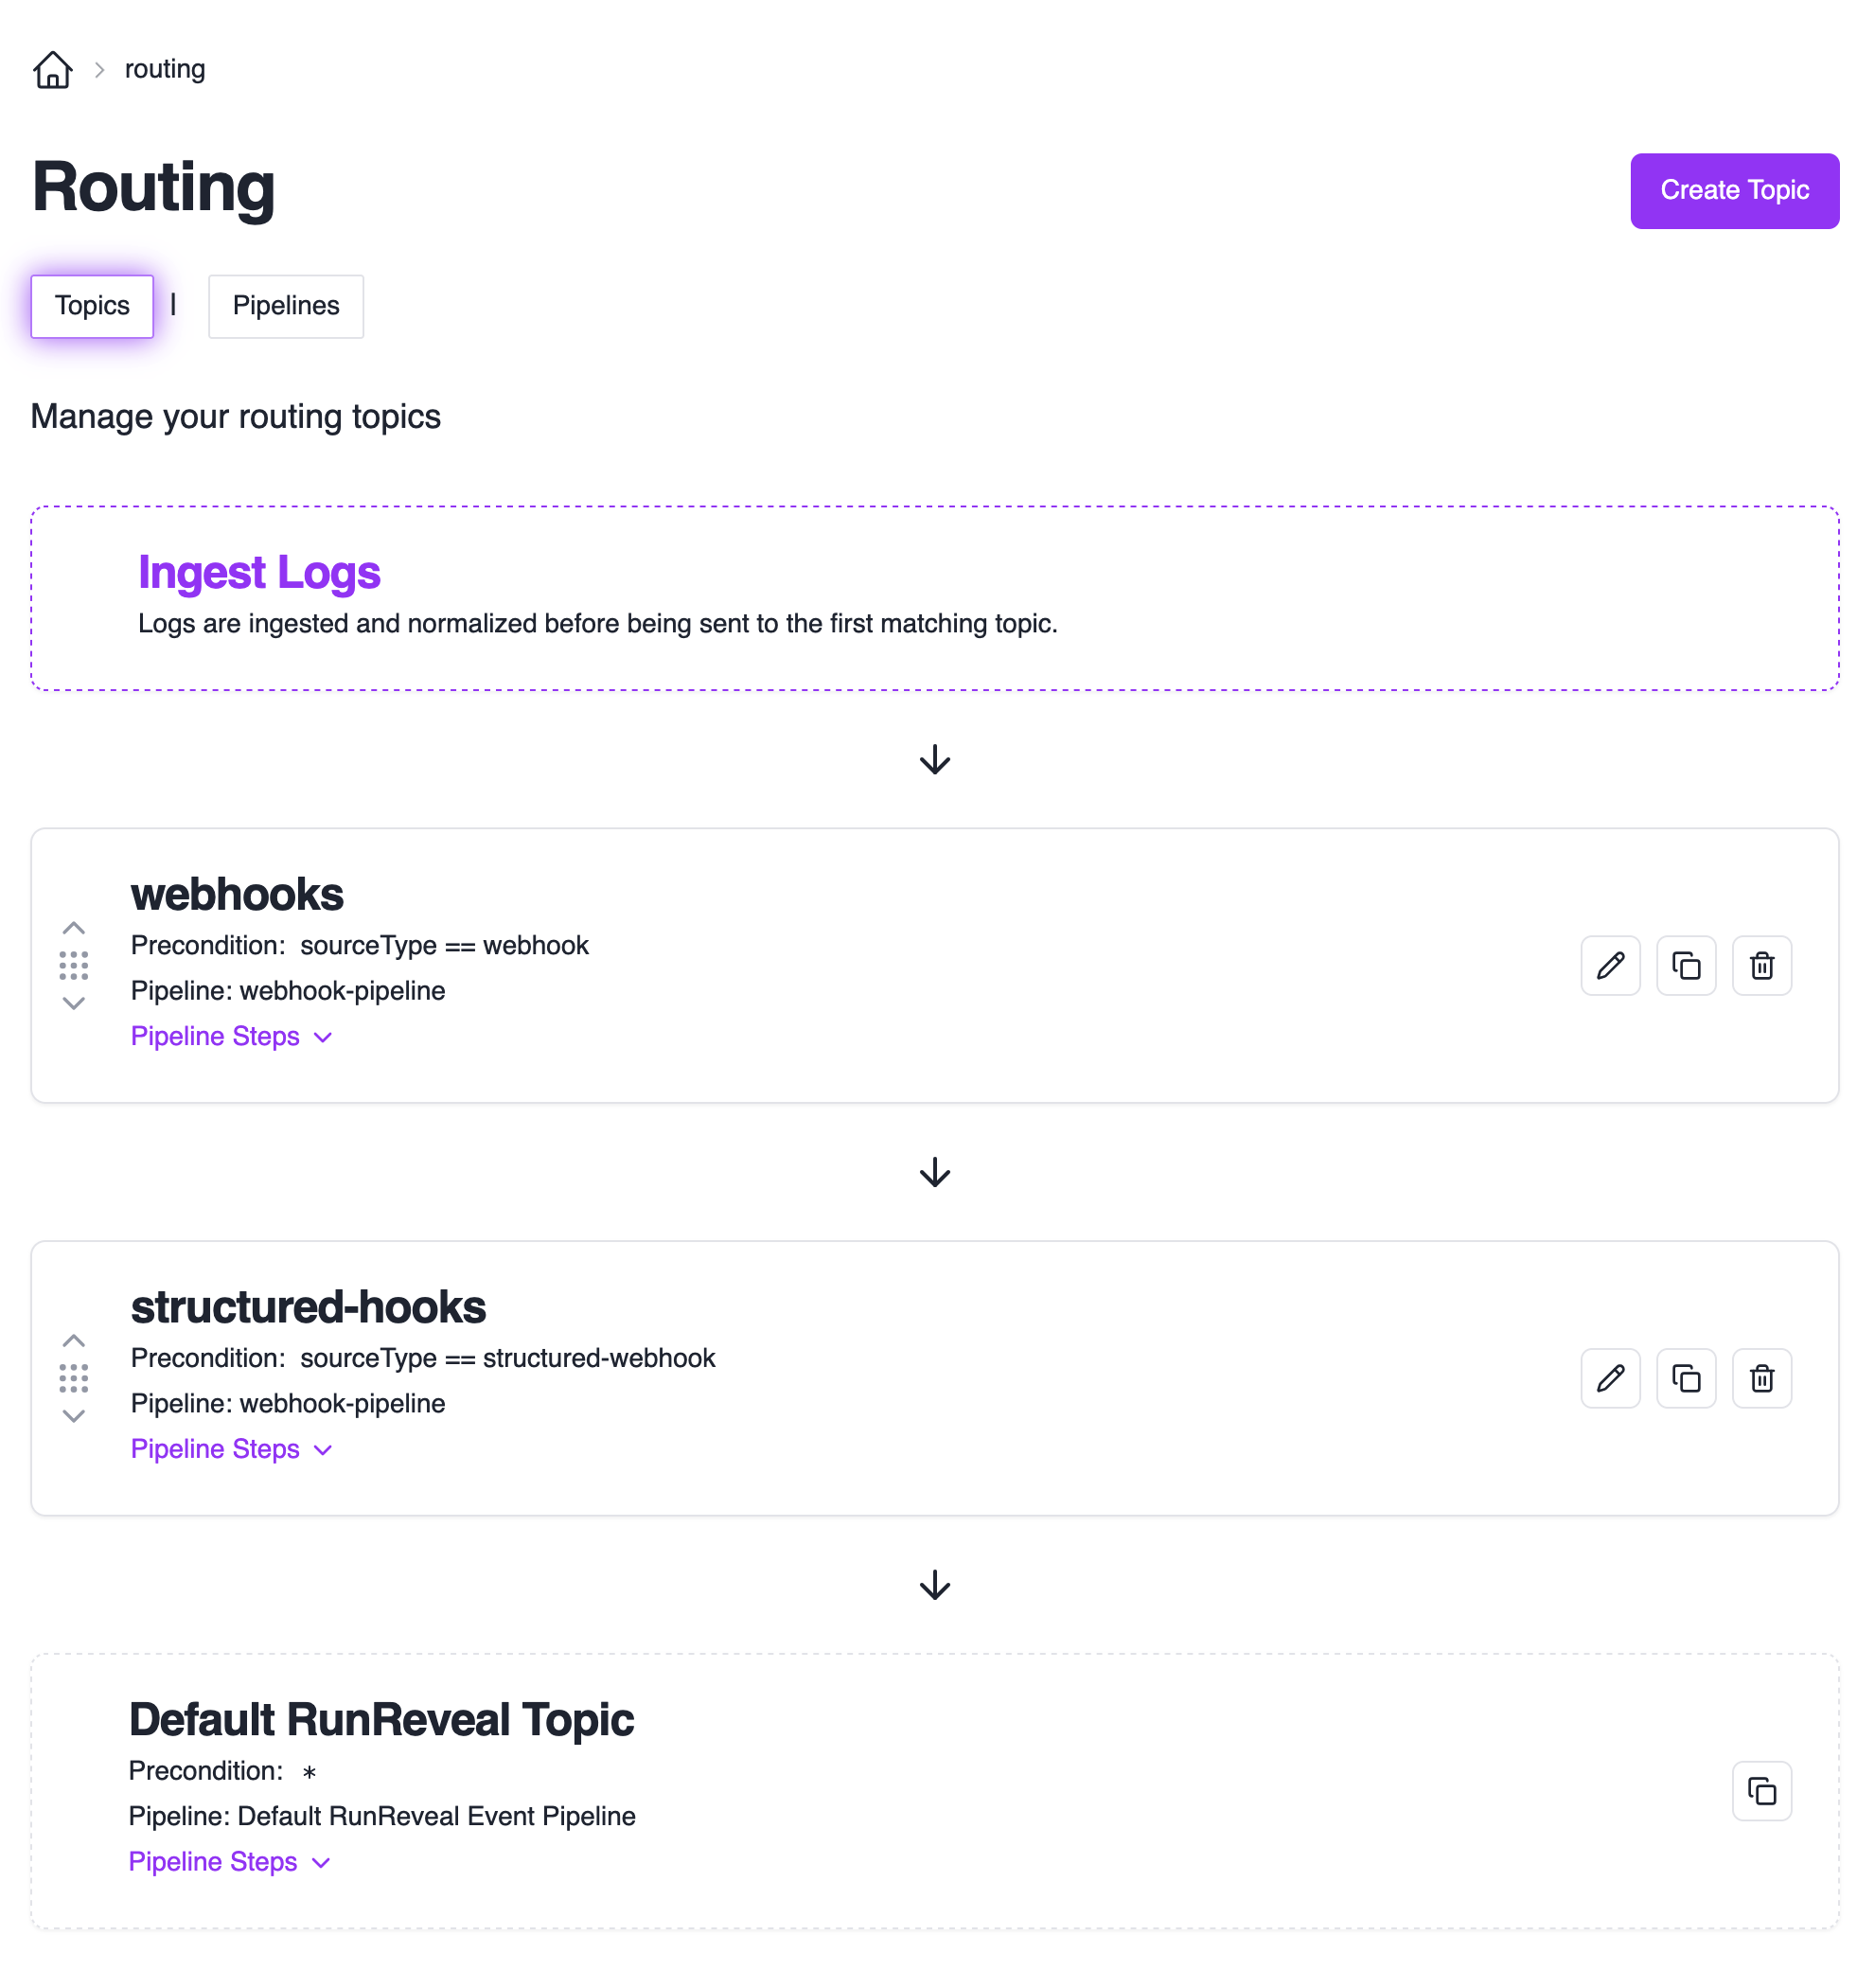 routing
Routing
Create Topic
Topics | Pipelines
Manage your routing topics
Ingest Logs
Logs are ingested and normalized before being sent to the first matching topic.
webhooks
Precondition: sourceType == webhook
Pipeline: webhook-pipeline
Pipeline Steps
structured-hooks
Precondition: sourceType == structured-webhook
Pipeline: webhook-pipeline
Pipeline Steps
Default RunReveal Topic
Precondition: *
Pipeline: Default RunReveal Event Pipeline
Pipeline Steps